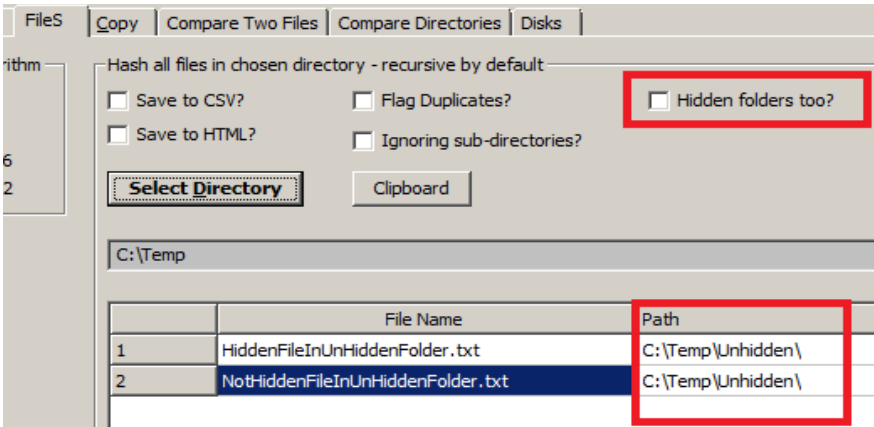 FileS Copy Compare Two Files Compare Directories Disks
rithm
Hash all files in chosen directory - recursive by default
Save to CSV? Flag Duplicates? Hidden folders too?
Save to HTML? Ignoring sub-directories?
6
2
Select Directory Clipboard
C:\Temp
File Name Path
1 HiddenFileInUnHiddenFolder.txt C:\Temp\Unhidden\
2 NotHiddenFileInUnHiddenFolder.txt C:\Temp\Unhidden\